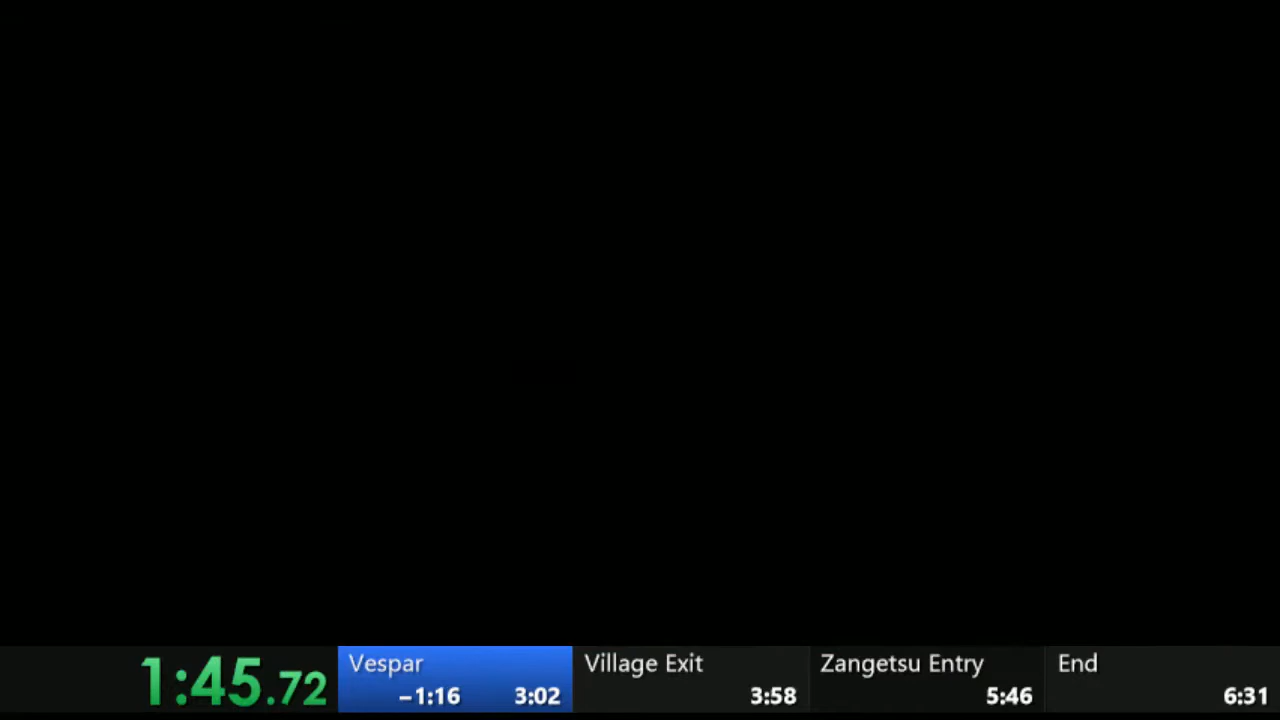 1:45.72
Vespar
−1:16 3:02
Village Exit
3:58
Zangetsu Entry
5:46
End
6:31